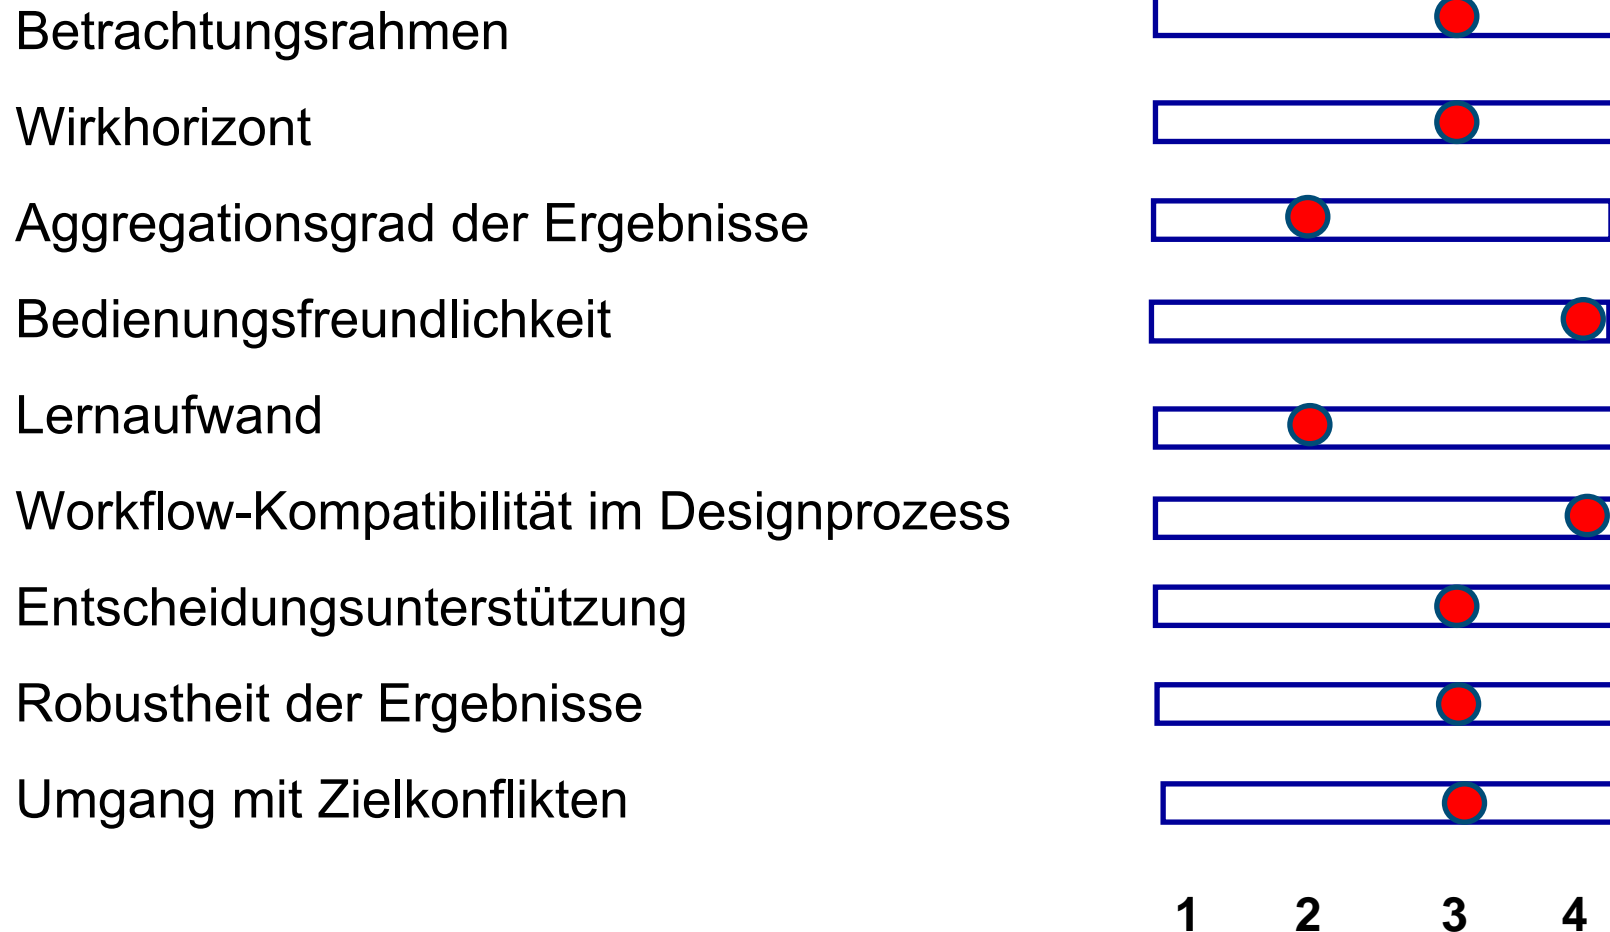 Betrachtungsrahmen
Wirkhorizont
Aggregationsgrad der Ergebnisse
Bedienungsfreundlichkeit
Lernaufwand
Workflow-Kompatibilität im Designprozess
Entscheidungsunterstützung
Robustheit der Ergebnisse
Umgang mit Zielkonflikten
1 2 3 4